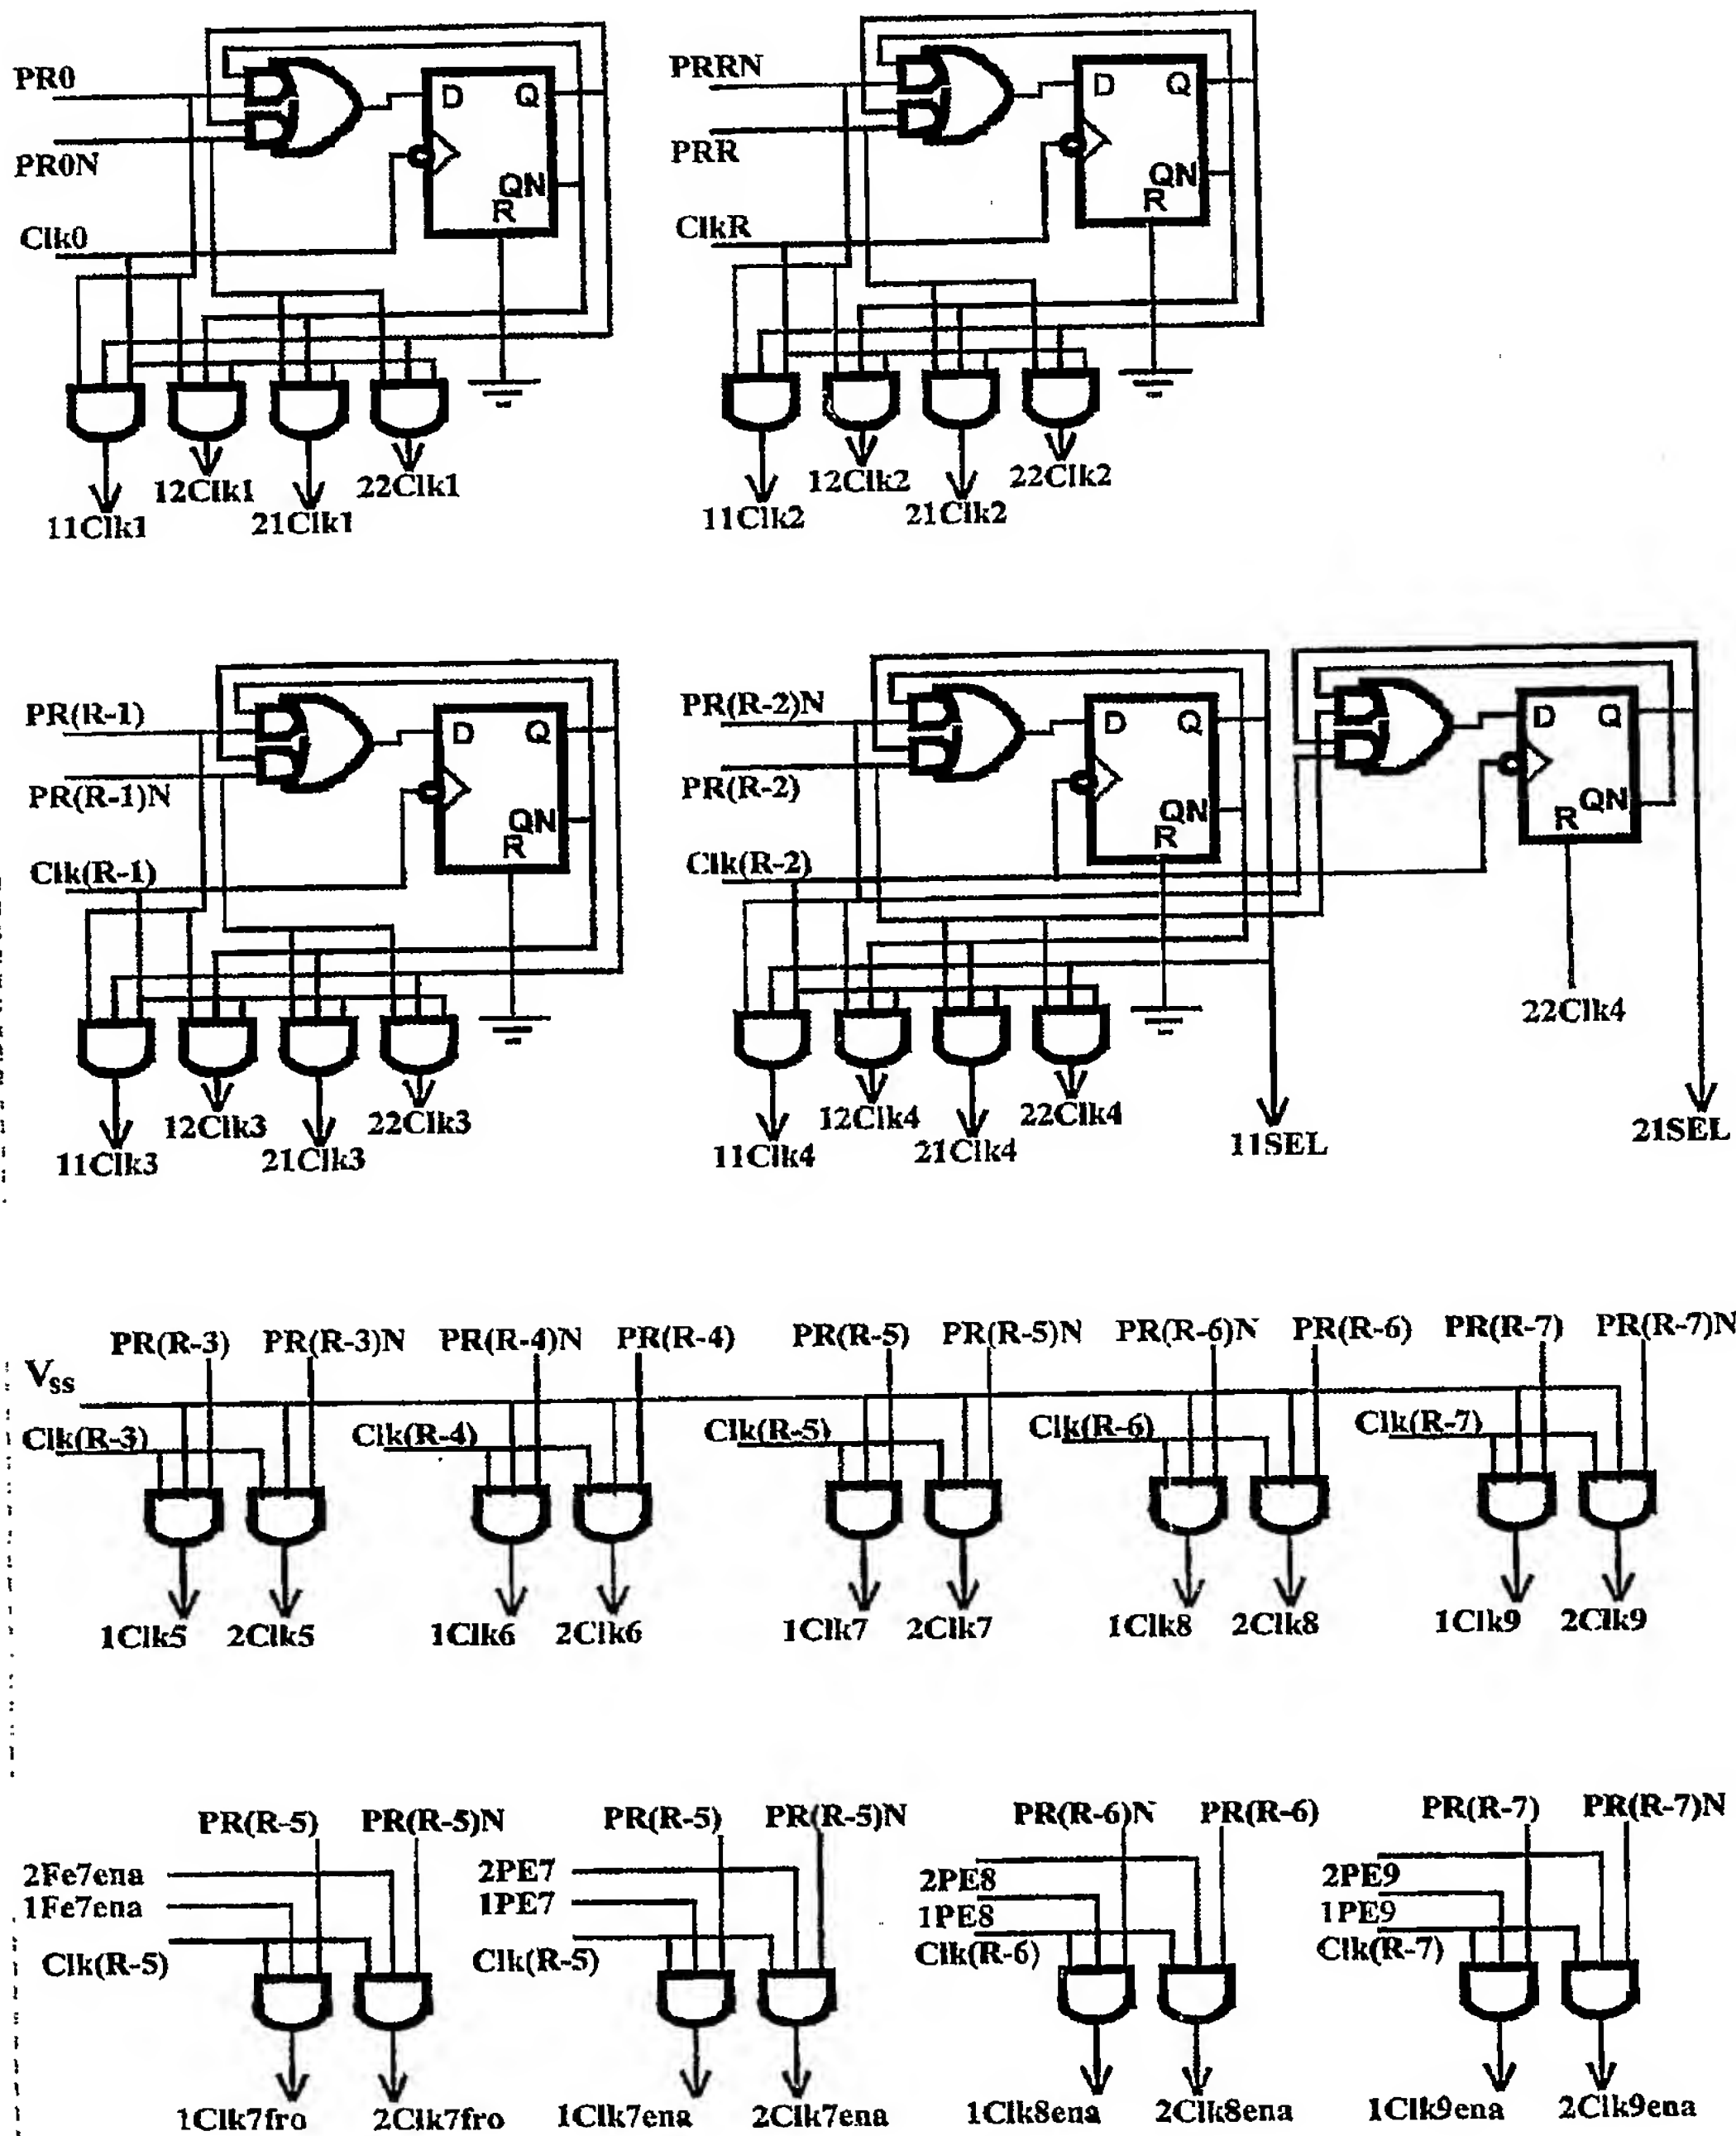 PR0
PR0N
Clk0
D Q
QN
R
11Clk1 12Clk1 21Clk1 22Clk1
PRRN
PRR
ClkR
D Q
QN
R
11Clk2 12Clk2 21Clk2 22Clk2
PR(R-1)
PR(R-1)N
Clk(R-1)
D Q
QN
R
11Clk3 12Clk3 21Clk3 22Clk3
PR(R-2)N
PR(R-2)
Clk(R-2)
D Q
QN
R
11Clk4 12Clk4 21Clk4 22Clk4
11SEL
D Q
QN
R
22Clk4
21SEL
PR(R-3) PR(R-3)N PR(R-4)N PR(R-4) PR(R-5) PR(R-5)N PR(R-6)N PR(R-6) PR(R-7) PR(R-7)N
Vss
Clk(R-3) Clk(R-4) Clk(R-5) Clk(R-6) Clk(R-7)
1Clk5 2Clk5 1Clk6 2Clk6 1Clk7 2Clk7 1Clk8 2Clk8 1Clk9 2Clk9
PR(R-5) PR(R-5)N
2Fe7ena
1Fe7ena
Clk(R-5)
1Clk7fro 2Clk7fro
PR(R-5) PR(R-5)N
2PE7
1PE7
Clk(R-5)
1Clk7ena 2Clk7ena
PR(R-6)N PR(R-6)
2PE8
1PE8
Clk(R-6)
1Clk8ena 2Clk8ena
PR(R-7) PR(R-7)N
2PE9
1PE9
Clk(R-7)
1Clk9ena 2Clk9ena